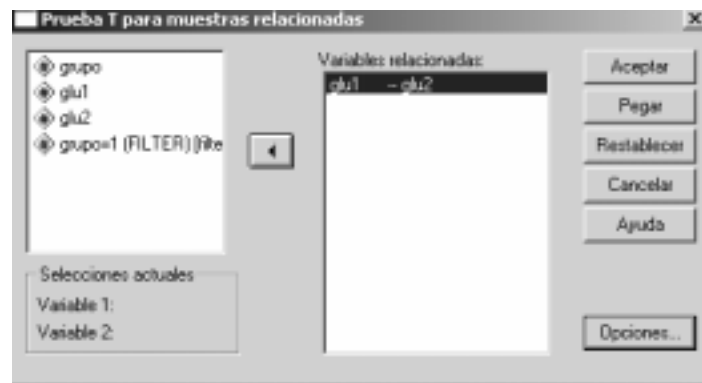 Prueba T para muestras relacionadas
grupo
glu1
glu2
grupo=1 (FILTER) [filte
Variables relacionadas:
glu1 -- glu2
Aceptar
Pegar
Restablecer
Cancelar
Ayuda
Selecciones actuales
Variable 1:
Variable 2:
Opciones...